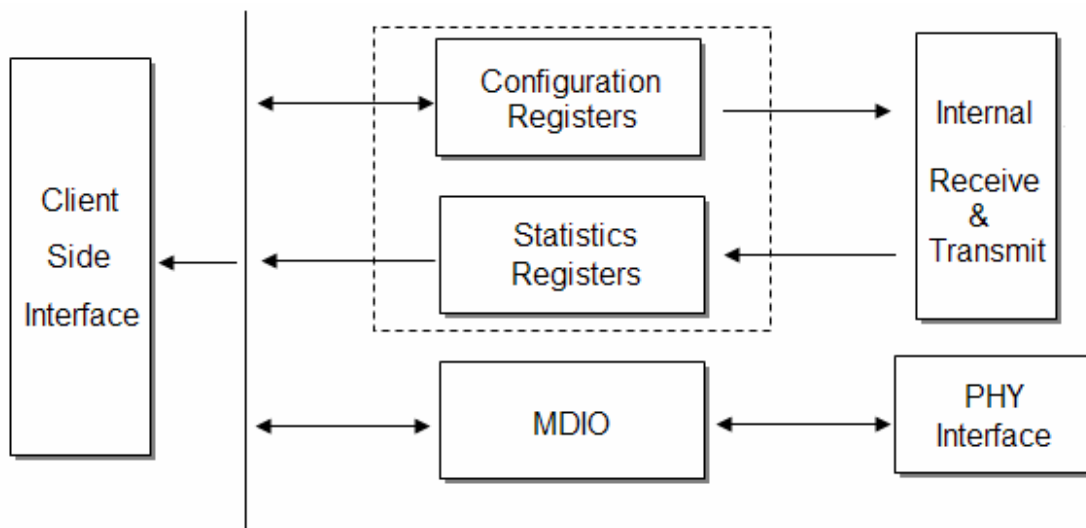 Client
Side
Interface
Configuration
Registers
Statistics
Registers
MDIO
Internal
Receive
&
Transmit
PHY
Interface